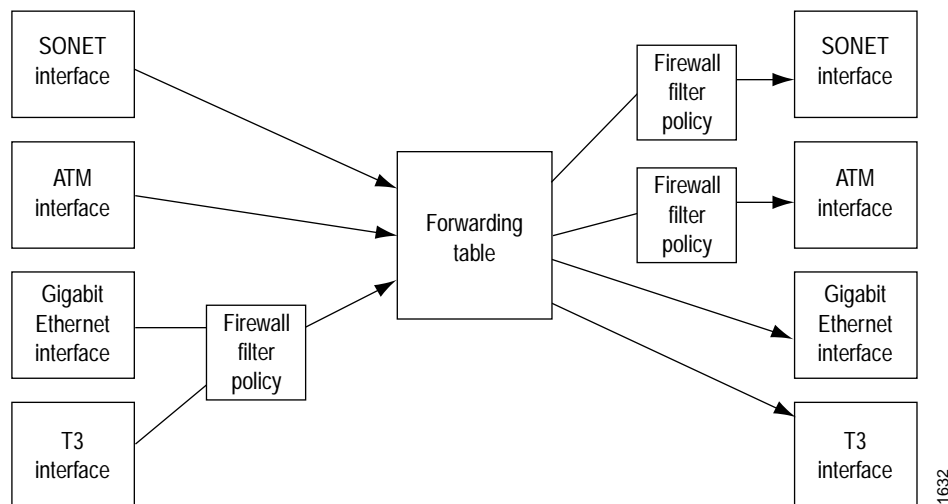 SONET
interface
ATM
interface
Gigabit
Ethernet
interface
T3
interface
Firewall
filter
policy
Forwarding
table
Firewall
filter
policy
Firewall
filter
policy
SONET
interface
ATM
interface
Gigabit
Ethernet
interface
T3
interface
1632